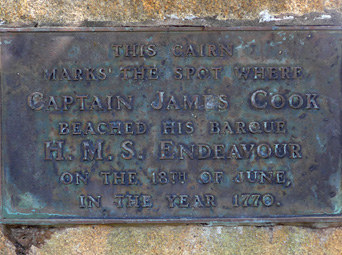 THIS CAIRN
MARKS THE SPOT WHERE
CAPTAIN JAMES COOK
BEACHED HIS BARQUE
H.M.S. ENDEAVOUR
ON THE 18TH OF JUNE,
IN THE YEAR 1770.